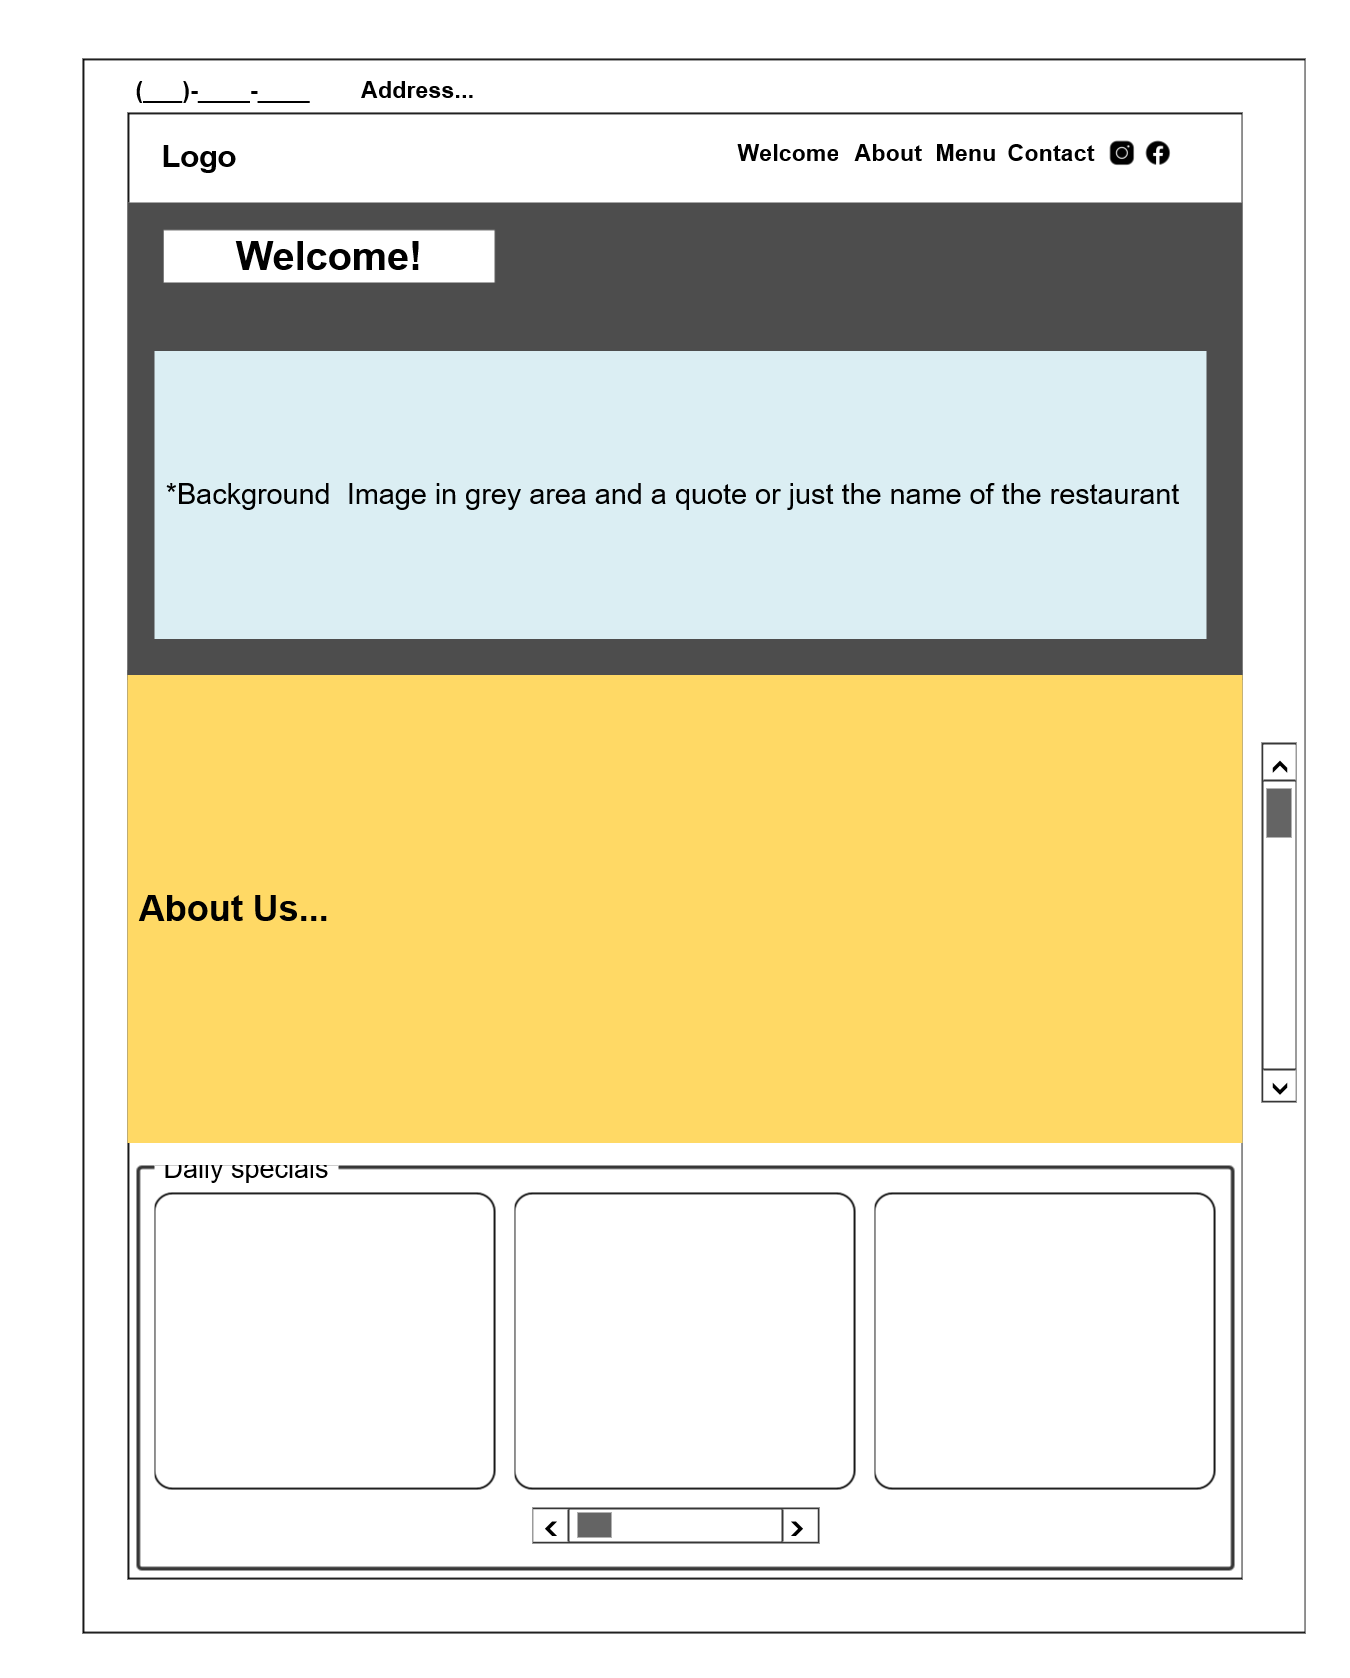 (___)-____-____ Address...
Logo Welcome About Menu Contact
Welcome!
*Background Image in grey area and a quote or just the name of the restaurant
About Us...
Daily specials